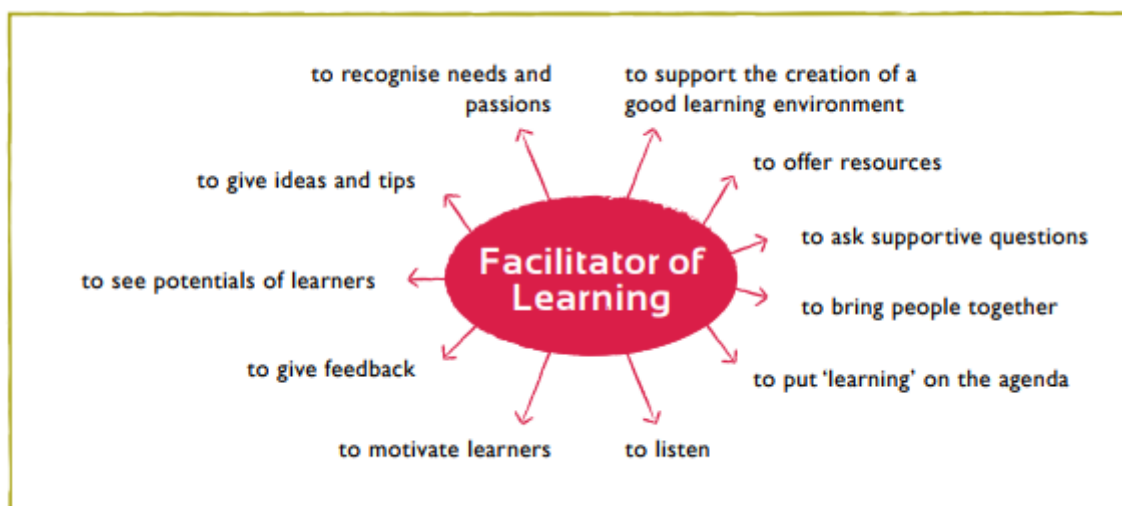 to recognise needs and
passions
to support the creation of a
good learning environment
to give ideas and tips
to offer resources
to see potentials of learners
Facilitator of
Learning
to ask supportive questions
to bring people together
to give feedback
to put ‘learning’ on the agenda
to motivate learners
to listen